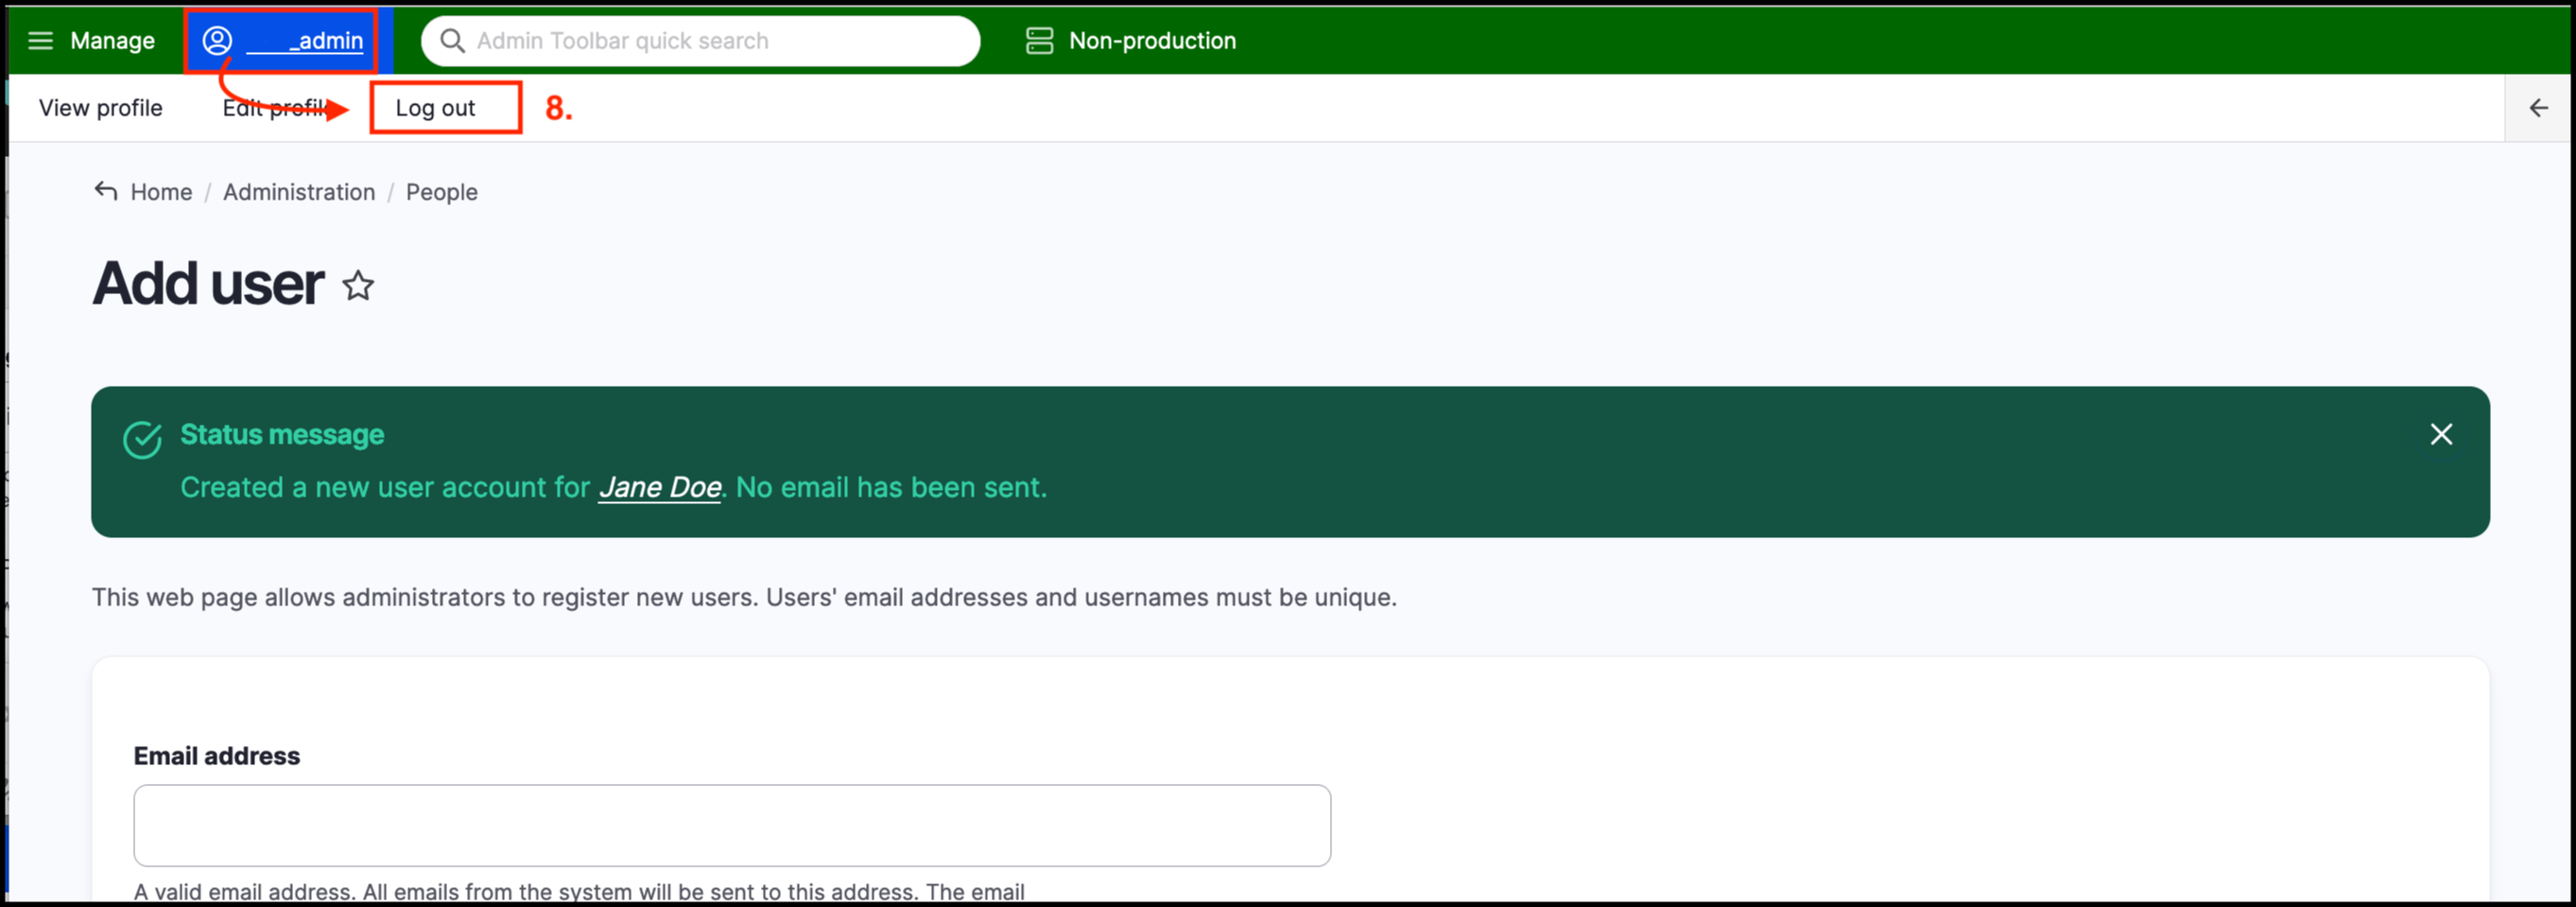 Manage
_admin
Admin Toolbar quick search
Non-production
View profile
Edit profile
Log out
8.
Home / Administration / People
Add user
Status message
Created a new user account for Jane Doe. No email has been sent.
This web page allows administrators to register new users. Users' email addresses and usernames must be unique.
Email address
A valid email address. All emails from the system will be sent to this address. The email